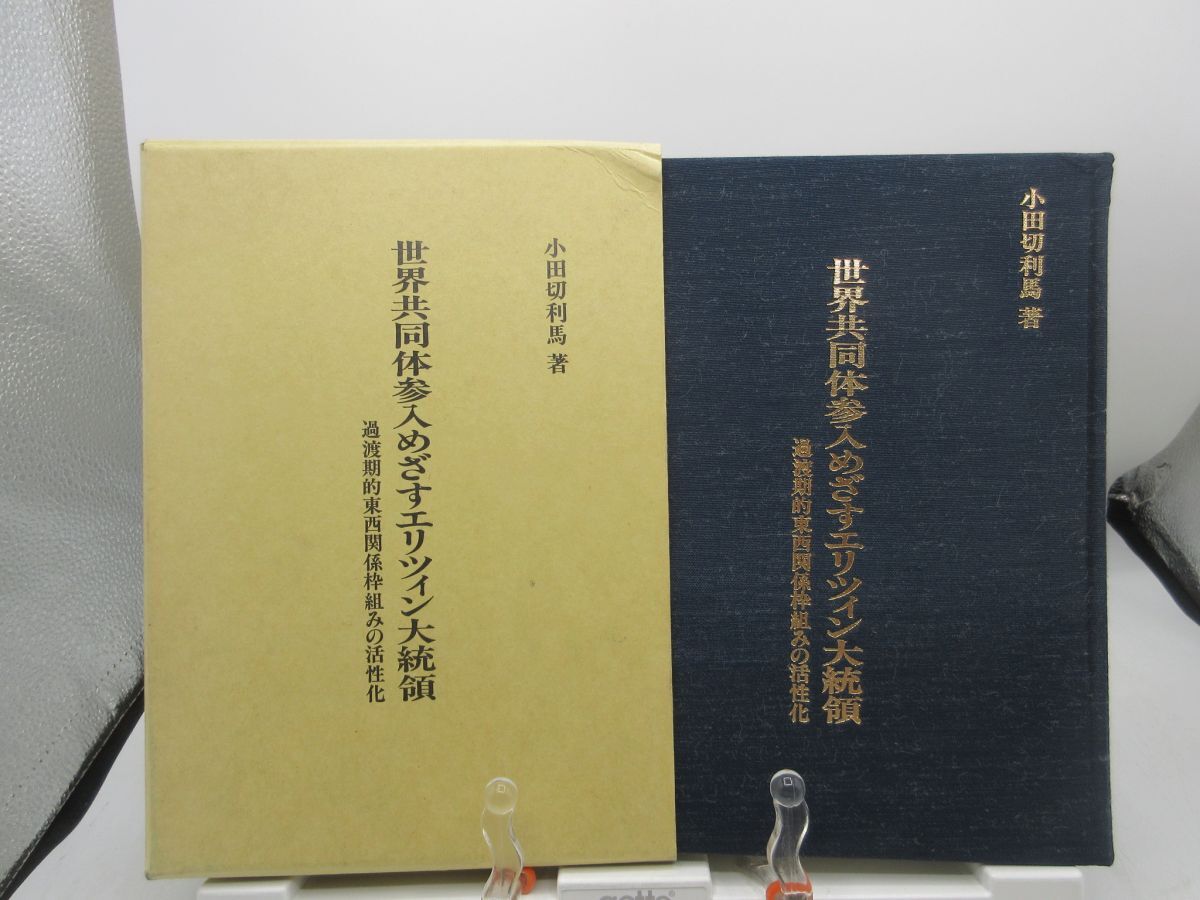 小田切利馬 著
世界共同体参入めざすエリツィン大統領
過渡期的東西関係枠組みの活性化
小田切利馬 著
世界共同体参入めざすエリツィン大統領
過渡期的東西関係枠組みの活性化